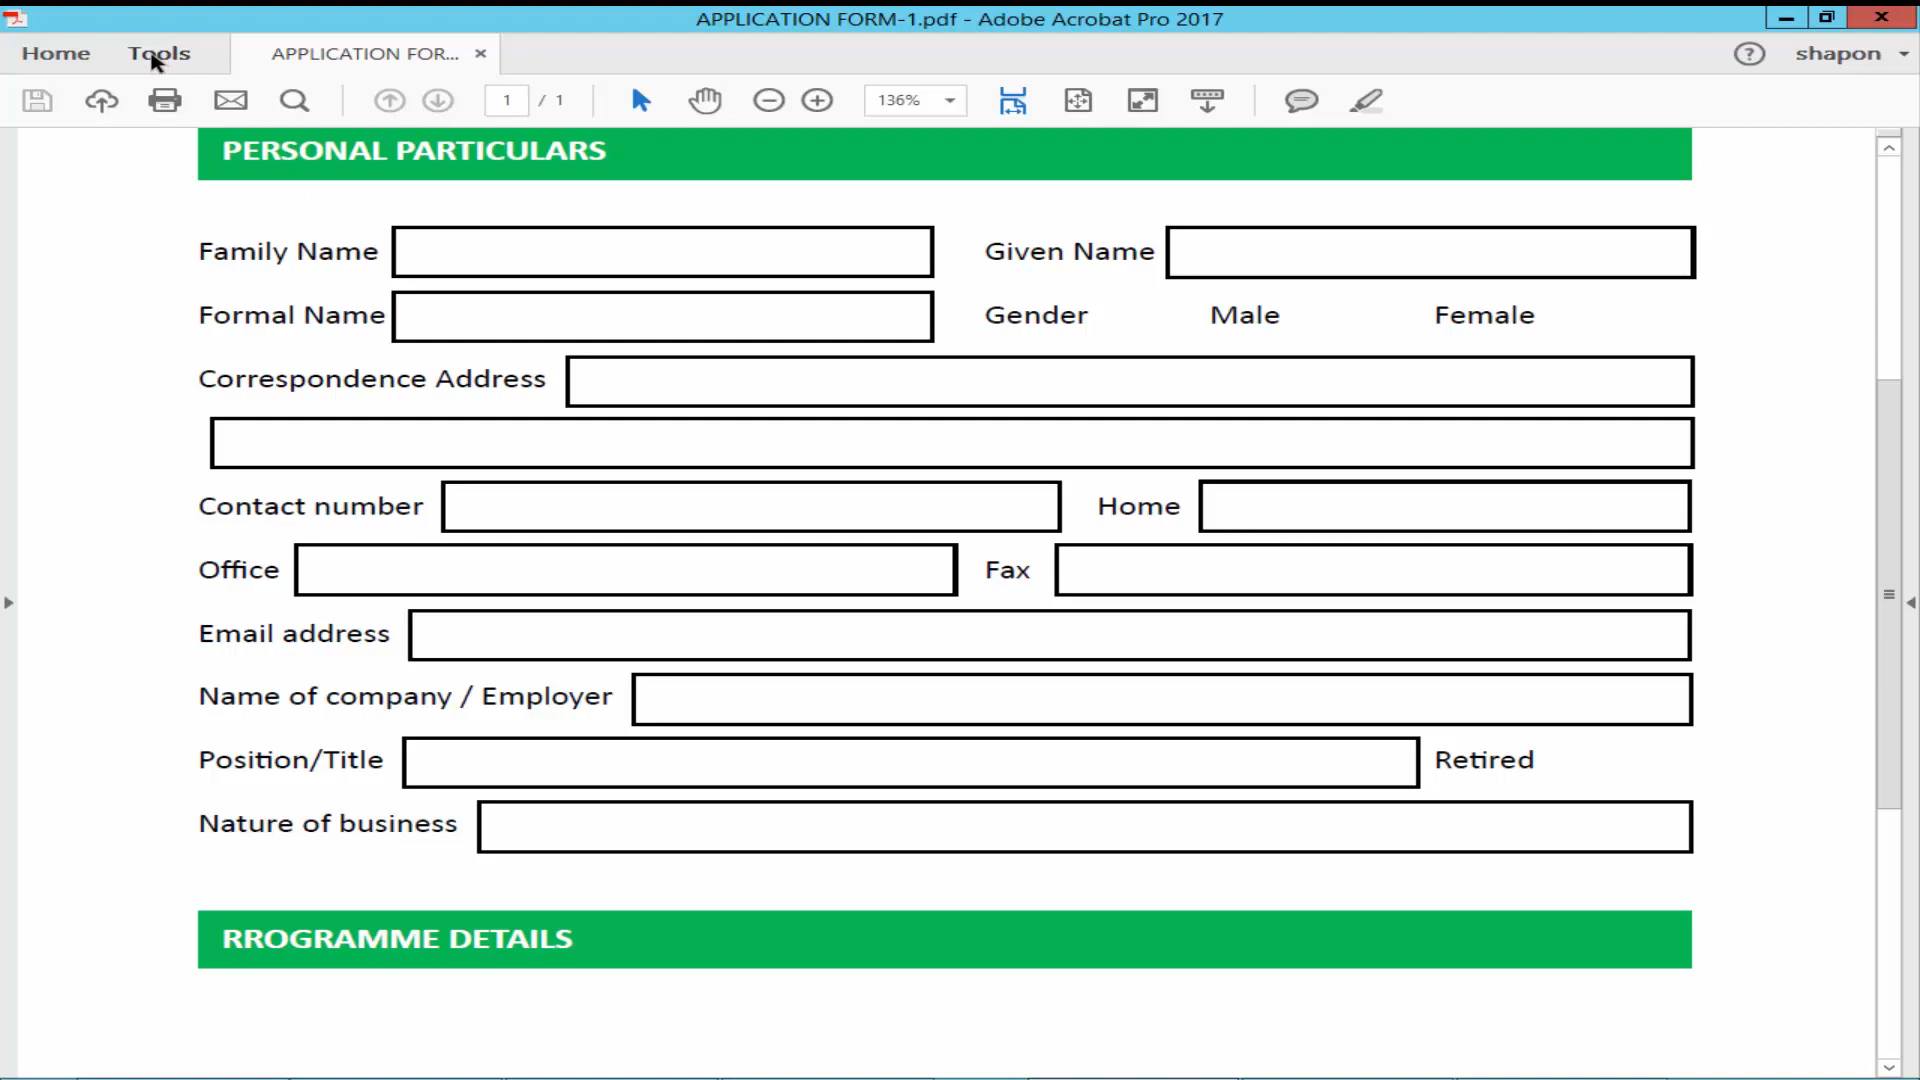 APPLICATION FORM-1.pdf - Adobe Acrobat Pro 2017
Home Tools APPLICATION FOR... × ? shapon
1 / 1 136%
PERSONAL PARTICULARS
Family Name Given Name
Formal Name Gender Male Female
Correspondence Address
Contact number Home
Office Fax
Email address
Name of company / Employer
Position/Title Retired
Nature of business
RROGRAMME DETAILS